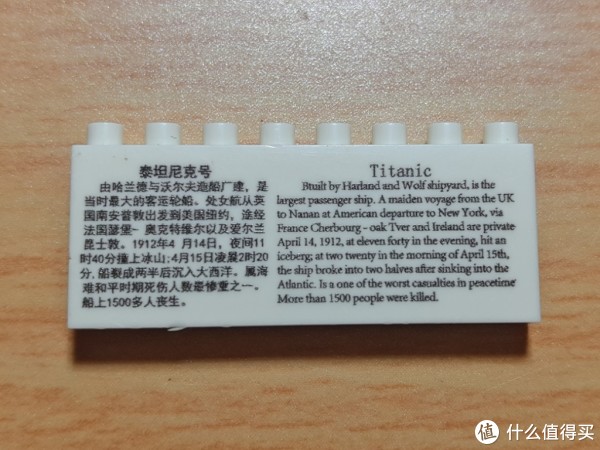 泰坦尼克号
由哈兰德与沃尔夫造船厂建，是
当时最大的客运轮船、处女航从英
国南安普敦出发到美国纽约，途经
法国瑟堡-奥克特维尔以及爱尔兰
昆士敦。1912年4 月14日，夜间11
时40分撞上冰山;4月15日凌晨2时20
分,船裂成两半后沉入大西洋。属海
难和平时期死伤人数最惨重之一。
船上1500多人丧生。
Titanic
Btuilt by Harland and Wolf shipyard, is the
largest passenger ship. A maiden voyage from the UK
to Nanan at American departure to New York, via
France Cherbourg - oak Tver and Ireland are private
April 14, 1912, at eleven forty in the evening, hit an
iceberg; at two twenty in the morning of April 15th,
the ship broke into two halves after sinking into the
Atlantic. Is a one of the worst casualties in peacetime
More than 1500 people were killed.
值 什么值得买